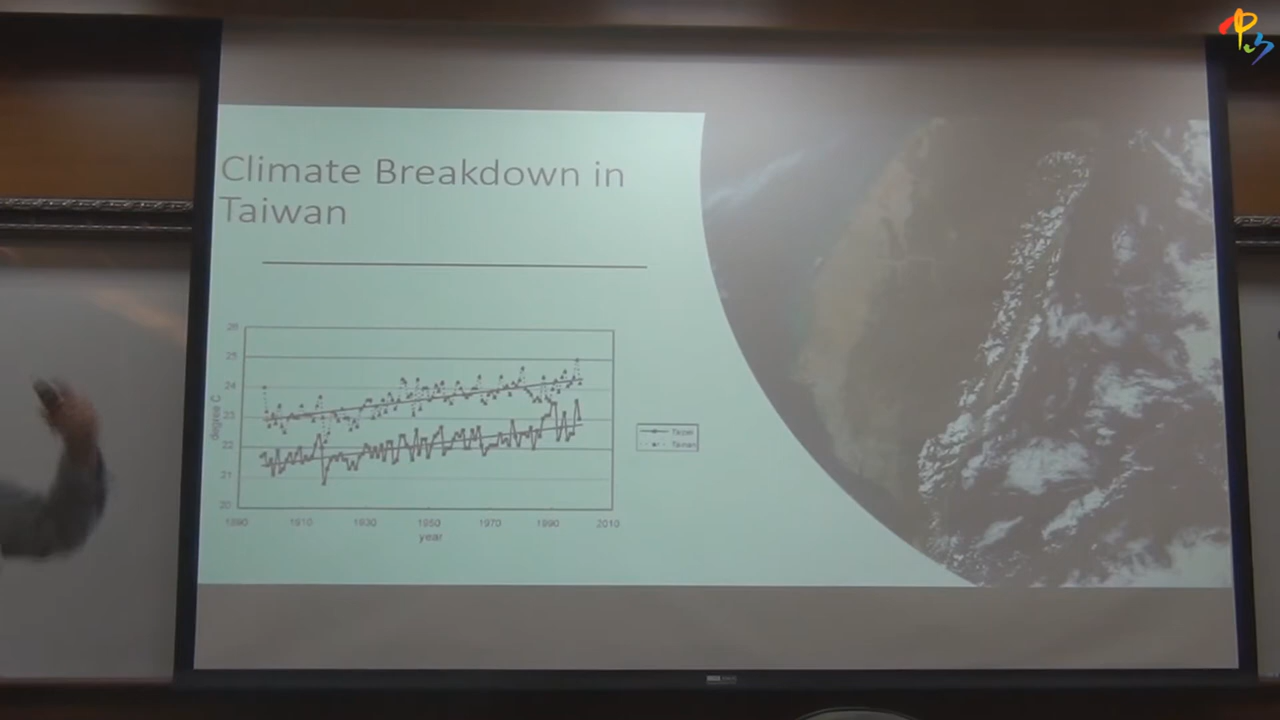 Climate Breakdown in
Taiwan
26
25
24
23
22
21
20
degree C
1890 1910 1930 1950 1970 1990 2010
year
Taipei
Tainan